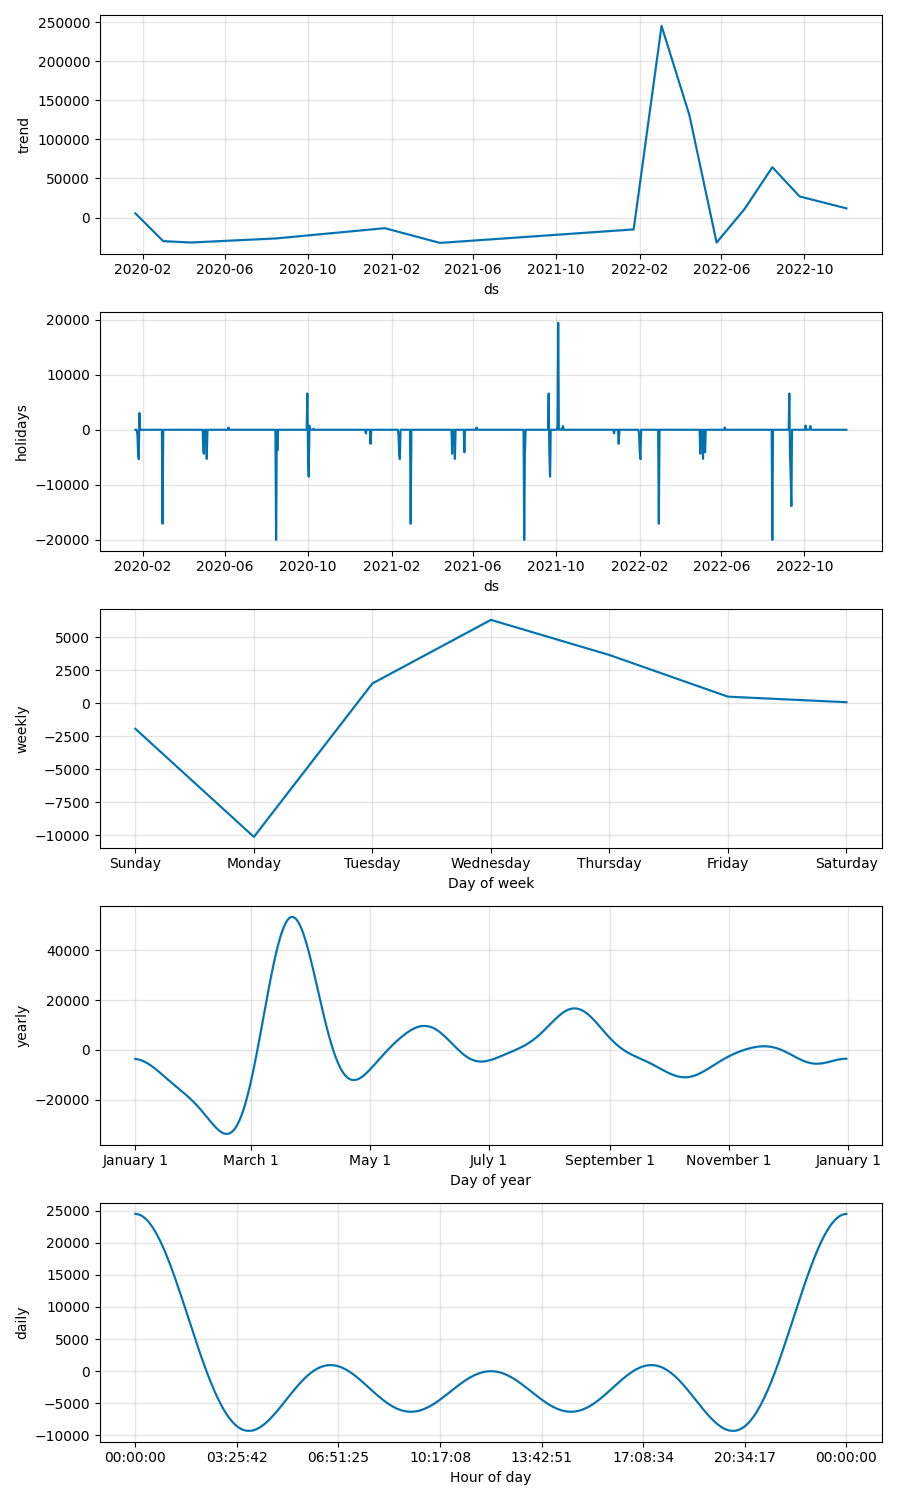 250000
200000
150000
100000
50000
0
trend
2020-02 2020-06 2020-10 2021-02 2021-06 2021-10 2022-02 2022-06 2022-10
ds
20000
10000
0
−10000
−20000
holidays
2020-02 2020-06 2020-10 2021-02 2021-06 2021-10 2022-02 2022-06 2022-10
ds
5000
2500
0
−2500
−5000
−7500
−10000
weekly
Sunday Monday Tuesday Wednesday Thursday Friday Saturday
Day of week
40000
20000
0
−20000
yearly
January 1 March 1 May 1 July 1 September 1 November 1 January 1
Day of year
25000
20000
15000
10000
5000
0
−5000
−10000
daily
00:00:00 03:25:42 06:51:25 10:17:08 13:42:51 17:08:34 20:34:17 00:00:00
Hour of day